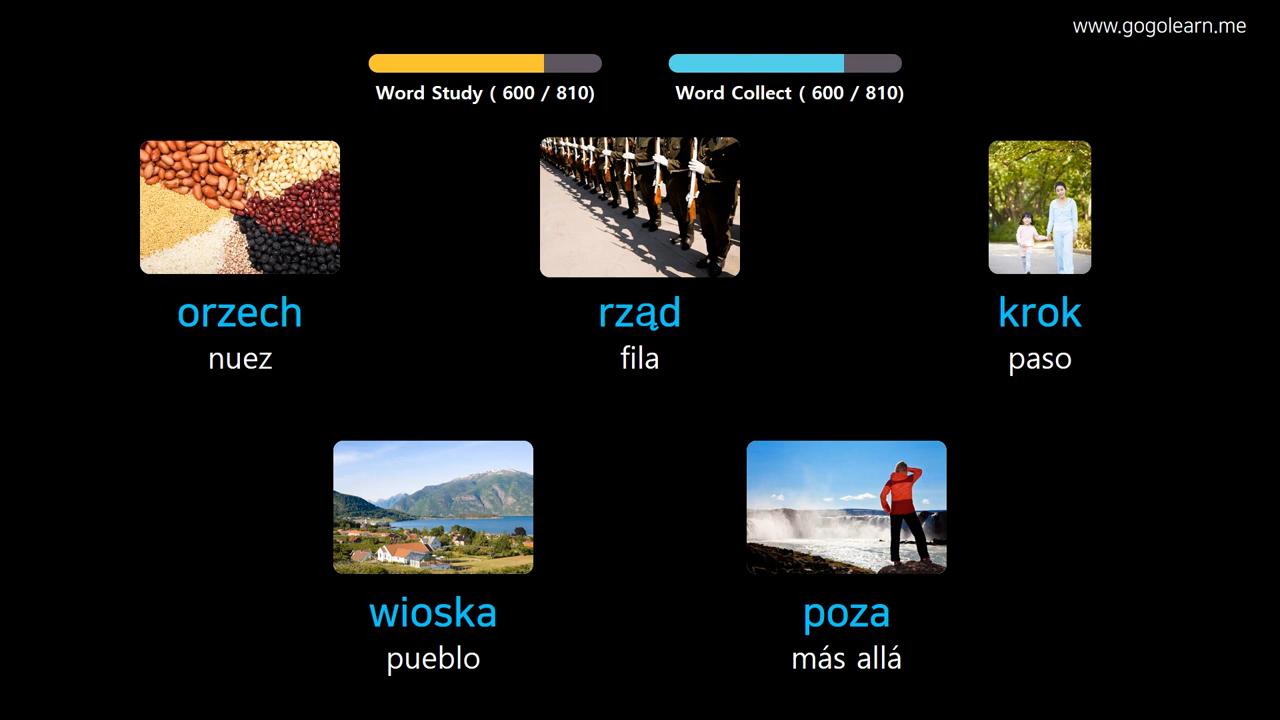 www.gogolearn.me
Word Study ( 600 / 810)
Word Collect ( 600 / 810)
orzech
nuez
rząd
fila
krok
paso
wioska
pueblo
poza
más allá